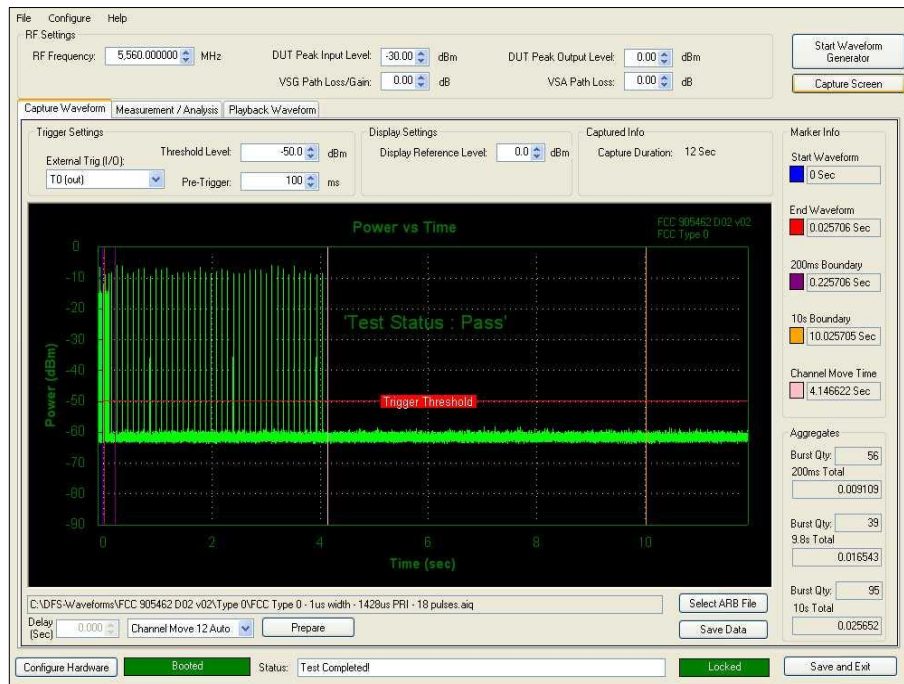 File Configure Help
RF Settings
RF Frequency: 5,560.000000 MHz DUT Peak Input Level: -30.00 dBm DUT Peak Output Level: 0.00 dBm
VSG Path Loss/Gain: 0.00 dB VSA Path Loss: 0.00 dB
Start Waveform Generator
Capture Screen
Capture Waveform Measurement / Analysis Playback Waveform
Trigger Settings
External Trig (I/O): Threshold Level: -50.0 dBm
T0 (out) Pre-Trigger: 100 ms
Display Settings
Display Reference Level: 0.0 dBm
Captured Info
Capture Duration: 12 Sec
Marker Info
Start Waveform
0 Sec
End Waveform
0.025706 Sec
200ms Boundary
0.225706 Sec
10s Boundary
10.025705 Sec
Channel Move Time
4.146622 Sec
Power vs Time
FCC 905462 D02 v02
FCC Type 0
0
-10
-20
-30
-40
-50
-60
-70
-80
-90
Power (dBm)
'Test Status : Pass'
Trigger Threshold
0 2 4 6 8 10
Time (sec)
Aggregates
Burst Qty: 56
200ms Total
0.009109
Burst Qty: 39
9.8s Total
0.016543
Burst Qty: 95
10s Total
0.025652
C:\DFS-Waveforms\FCC 905462 D02 v02\Type 0\FCC Type 0 - 1us width - 1428us PRI - 18 pulses.aiq Select ARB File
Delay (Sec) 0.000 Channel Move 12 Auto Prepare Save Data
Configure Hardware Booted Status: Test Completed! Locked Save and Exit